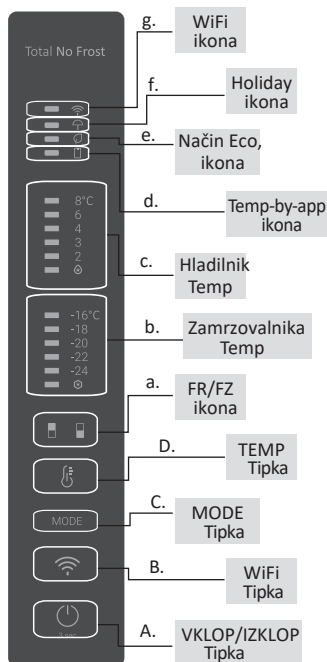 g.
WiFi
ikona
Total No Frost
f.
Holiday
ikona
e.
Način Eco,
ikona
d.
Temp-by-app
ikona
8°C
6
4
3
2
c.
Hladilnik
Temp
-16°C
-18
-20
-22
-24
b.
Zamrzovalnika
Temp
a.
FR/FZ
ikona
D.
TEMP
Tipka
MODE
C.
MODE
Tipka
B.
WiFi
Tipka
3 sec
A.
VKLOP/IZKLOP
Tipka